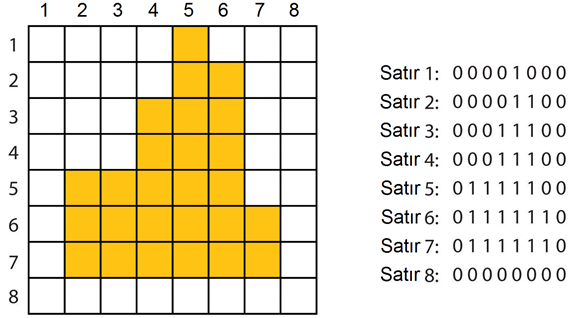 1 2 3 4 5 6 7 8
1
2
3
4
5
6
7
8
Satır 1: 0 0 0 0 1 0 0 0
Satır 2: 0 0 0 0 1 1 0 0
Satır 3: 0 0 0 1 1 1 0 0
Satır 4: 0 0 0 1 1 1 0 0
Satır 5: 0 1 1 1 1 1 0 0
Satır 6: 0 1 1 1 1 1 1 0
Satır 7: 0 1 1 1 1 1 1 0
Satır 8: 0 0 0 0 0 0 0 0